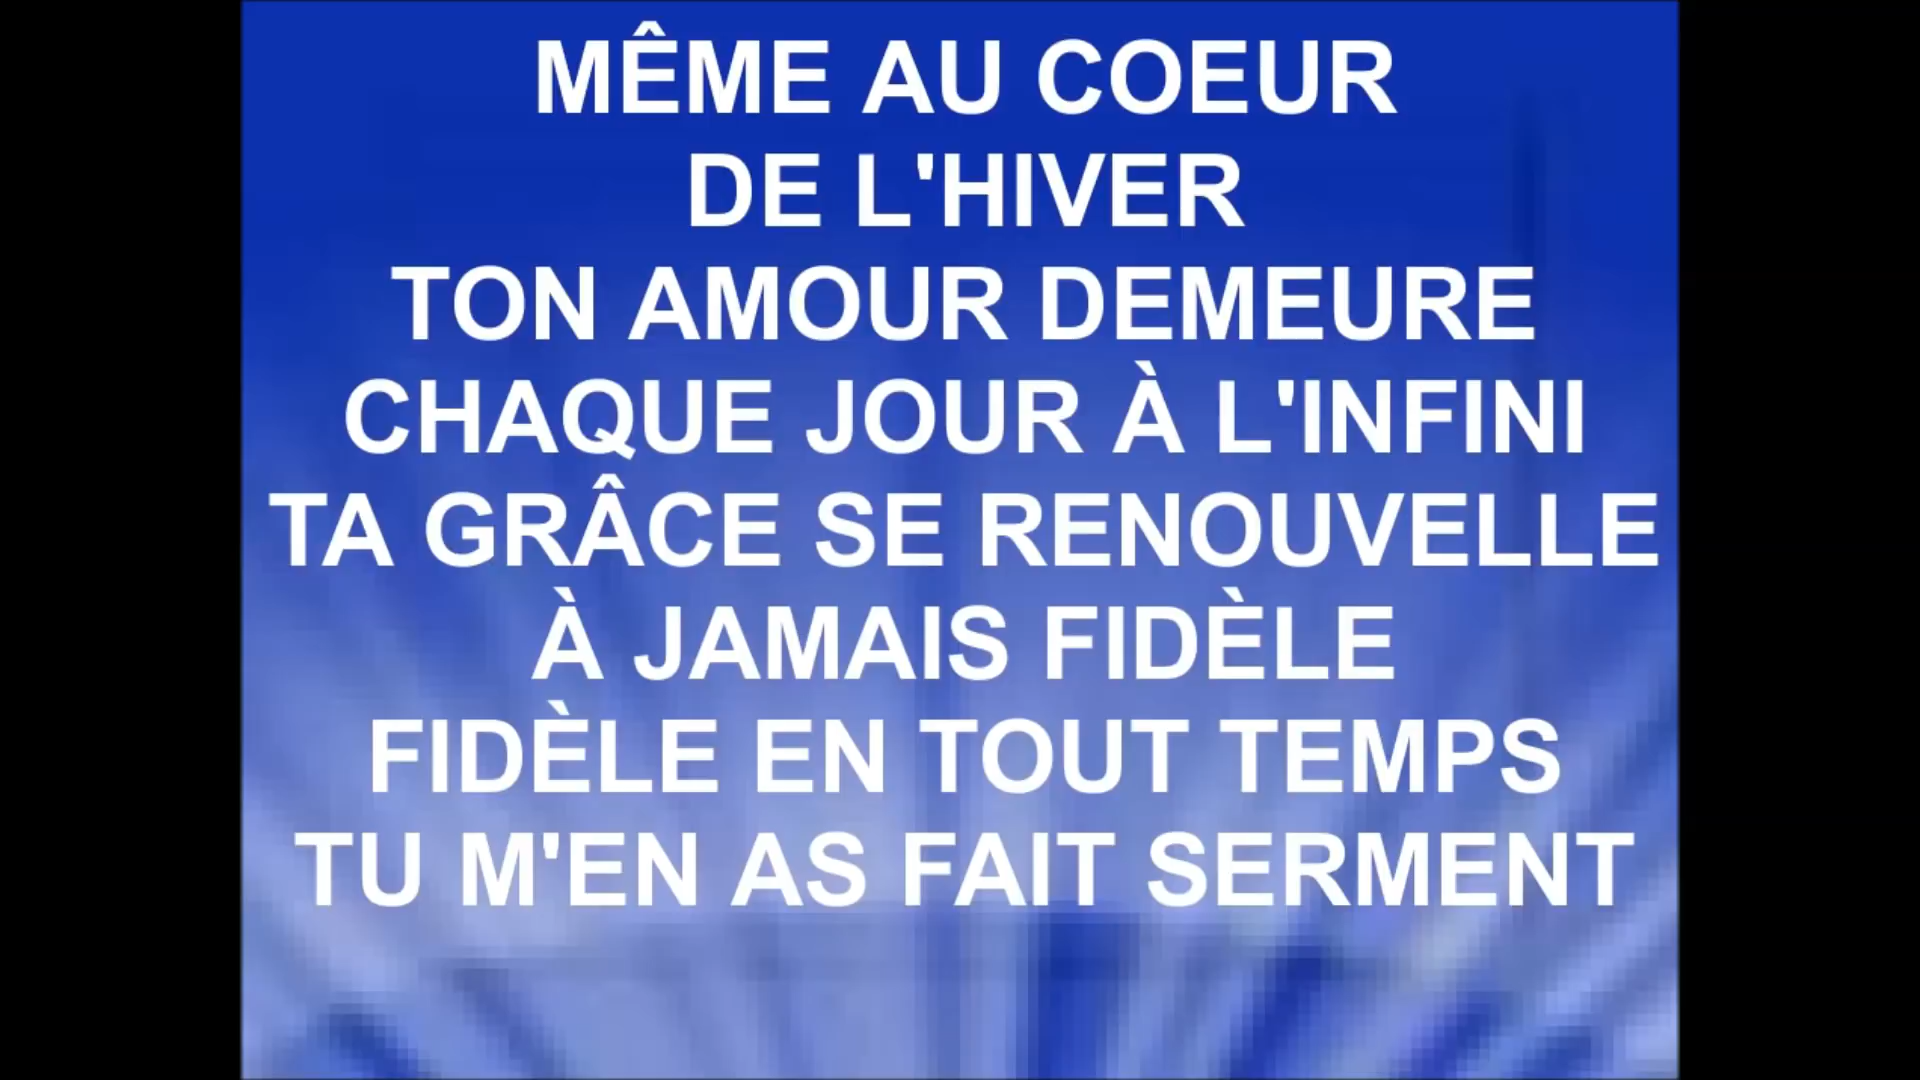 MÊME AU COEUR
DE L'HIVER
TON AMOUR DEMEURE
CHAQUE JOUR À L'INFINI
TA GRÂCE SE RENOUVELLE
À JAMAIS FIDÈLE
FIDÈLE EN TOUT TEMPS
TU M'EN AS FAIT SERMENT